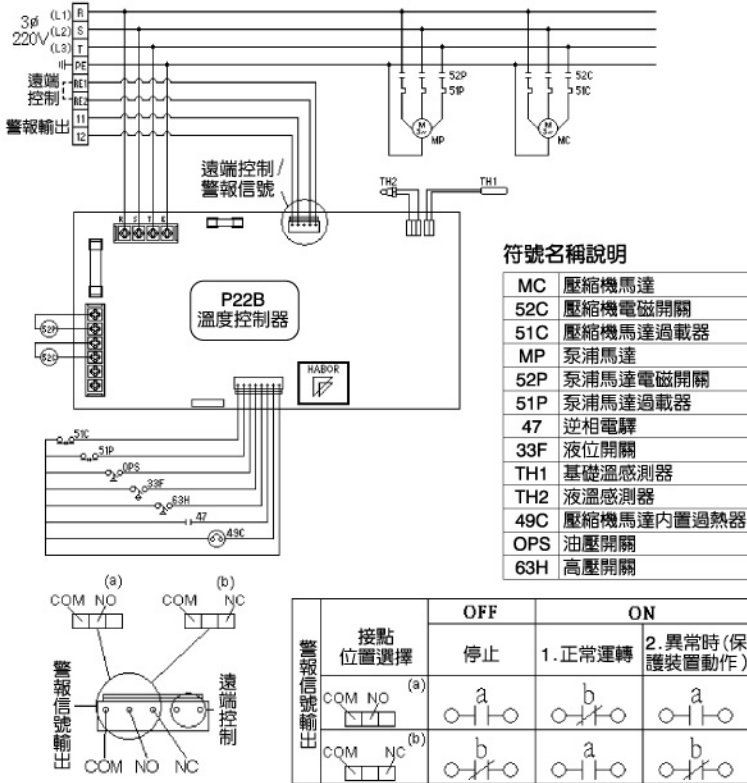 3ø
220V
(L1) R
(L2) S
(L3) T
PE
遠端
控制
RE1
RE2
警報輸出
11
12
52P
51P
M
3~
MP
52C
51C
M
3~
MC
遠端控制/
警報信號
TH2
TH1
R S T E
P22B
溫度控制器
52P
52C
HABOR
51C
51P
OPS
33F
63H
47
49C
符號名稱說明
MC 壓縮機馬達
52C 壓縮機電磁開關
51C 壓縮機馬達過載器
MP 泵浦馬達
52P 泵浦馬達電磁開關
51P 泵浦馬達過載器
47 逆相電驛
33F 液位開關
TH1 基礎溫感測器
TH2 液溫感測器
49C 壓縮機馬達內置過熱器
OPS 油壓開關
63H 高壓開關
(a)
COM NO
(b)
COM NC
警報信號輸出
遠端控制
COM NO NC
警報信號輸出
接點
位置選擇
OFF
ON
停止
1.正常運轉
2.異常時(保
護裝置動作)
COM NO (a)
a
b
a
COM NC (b)
b
a
b